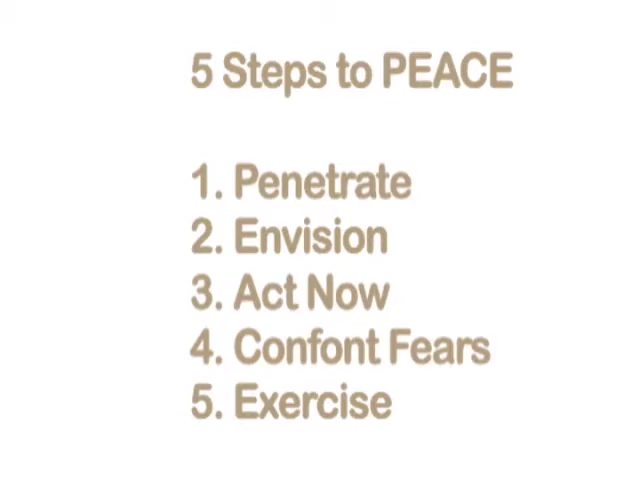 5 Steps to PEACE
1. Penetrate
2. Envision
3. Act Now
4. Confont Fears
5. Exercise